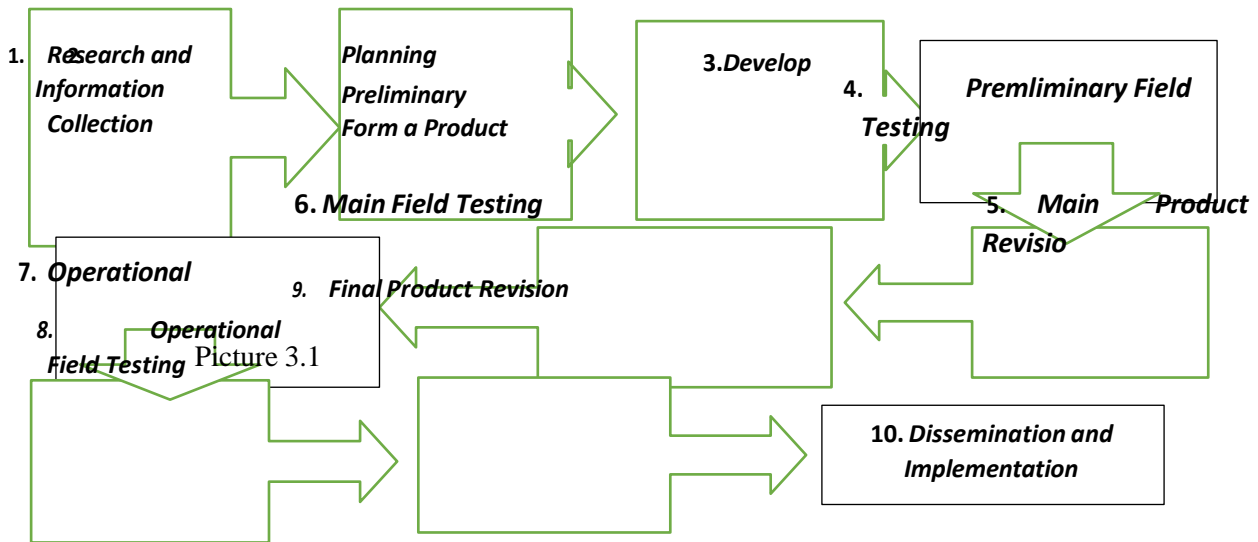 1. Research and
Information
Collection
2. Planning
3. Develop
Preliminary
Form a Product
4. Premliminary Field
Testing
5. Main Product
Revisio
6. Main Field Testing
7. Operational
8. Operational
Field Testing
9. Final Product Revision
10. Dissemination and
Implementation
Picture 3.1